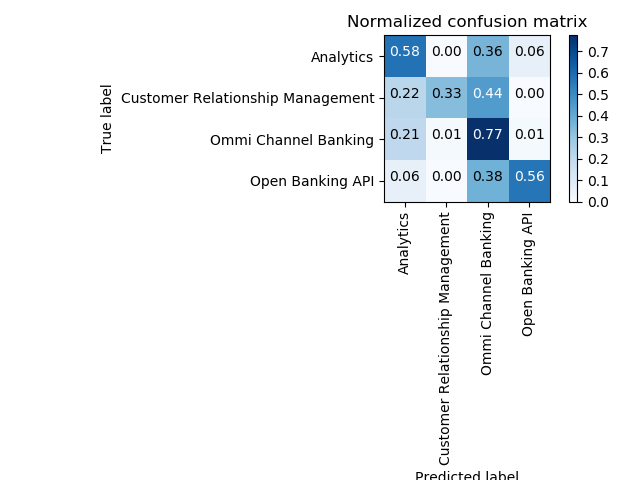 Normalized confusion matrix
True label
Analytics 0.58 0.00 0.36 0.06
Customer Relationship Management 0.22 0.33 0.44 0.00
Ommi Channel Banking 0.21 0.01 0.77 0.01
Open Banking API 0.06 0.00 0.38 0.56
Analytics
Customer Relationship Management
Ommi Channel Banking
Open Banking API
Predicted label
0.7
0.6
0.5
0.4
0.3
0.2
0.1
0.0